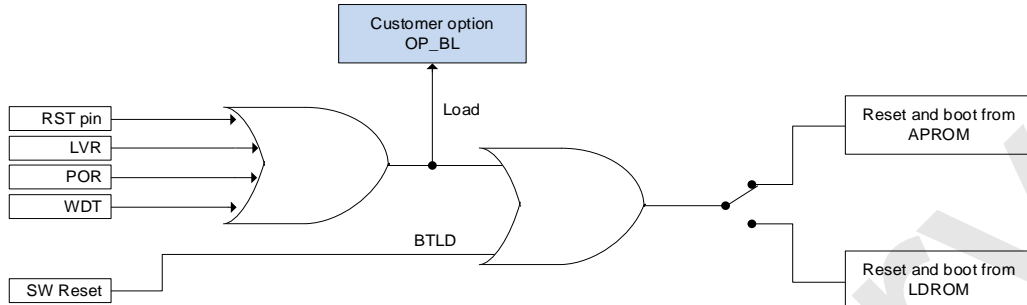 Customer option
OP_BL
Load
RST pin
LVR
POR
WDT
BTLD
SW Reset
Reset and boot from
APROM
Reset and boot from
LDROM